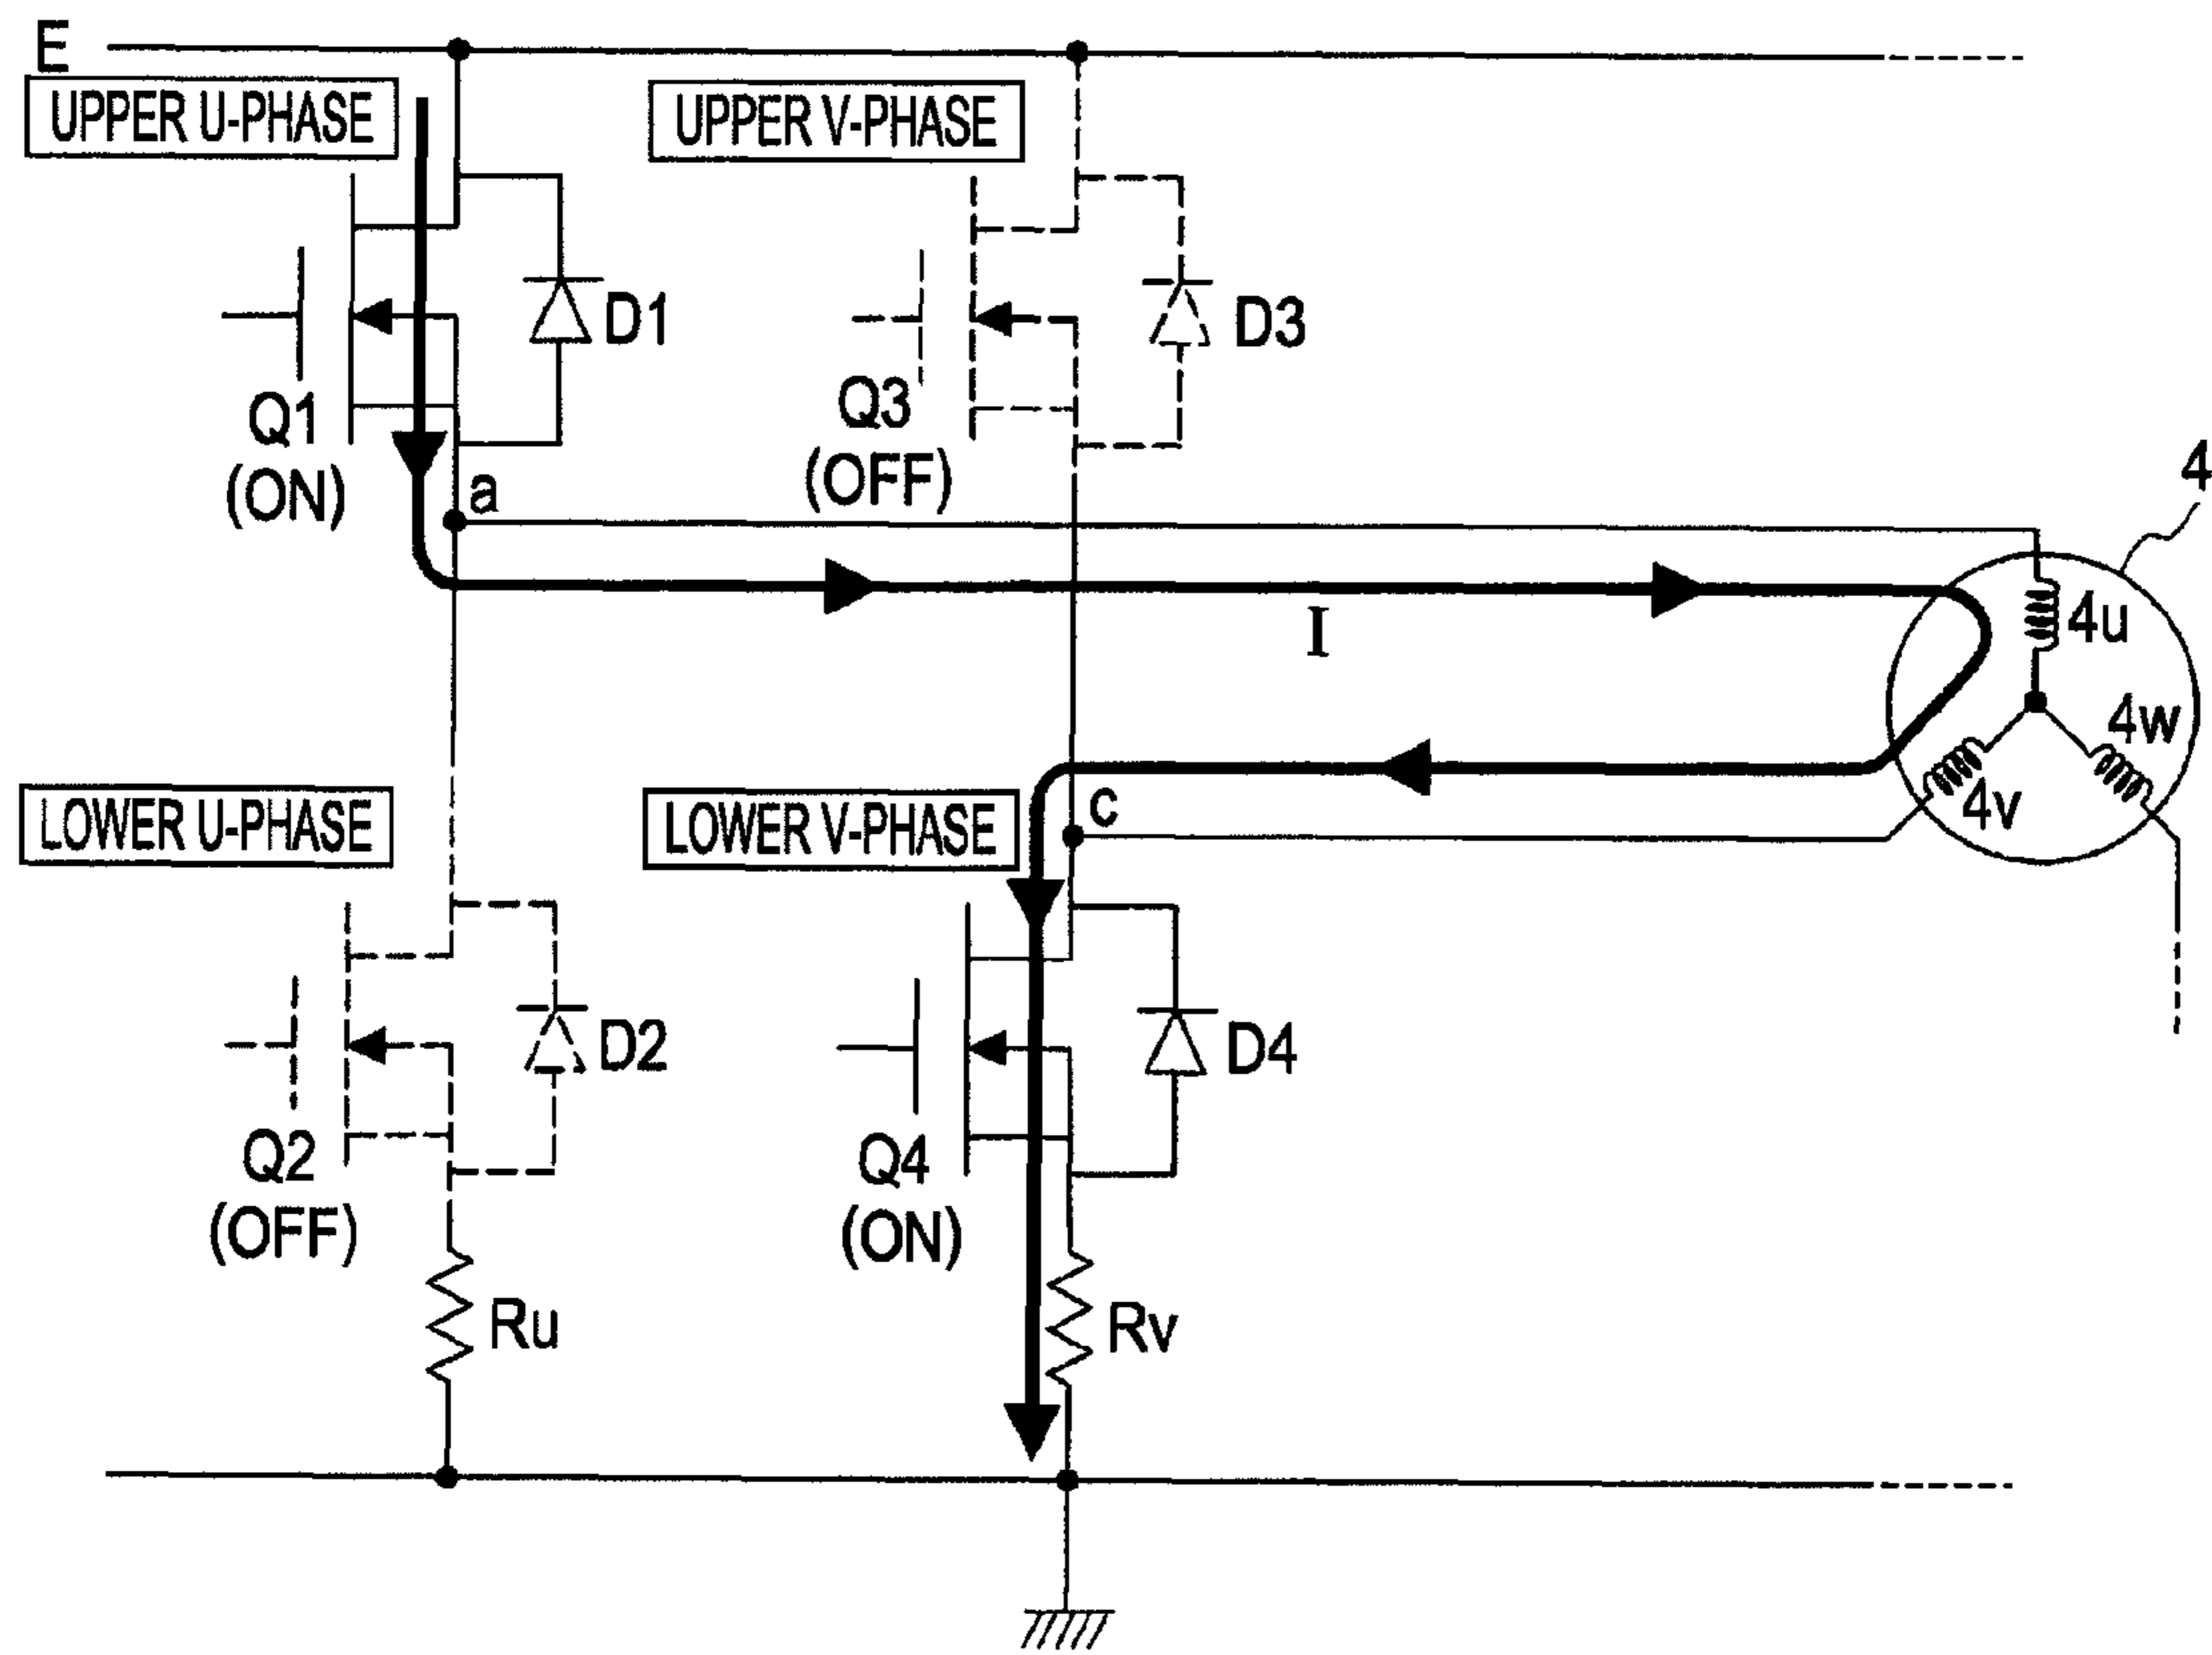 E
UPPER U-PHASE
UPPER V-PHASE
D1
D3
Q1
(ON)
Q3
(OFF)
a
4
I
4u
4w
4v
LOWER U-PHASE
LOWER V-PHASE
c
D2
D4
Q2
(OFF)
Q4
(ON)
Ru
Rv